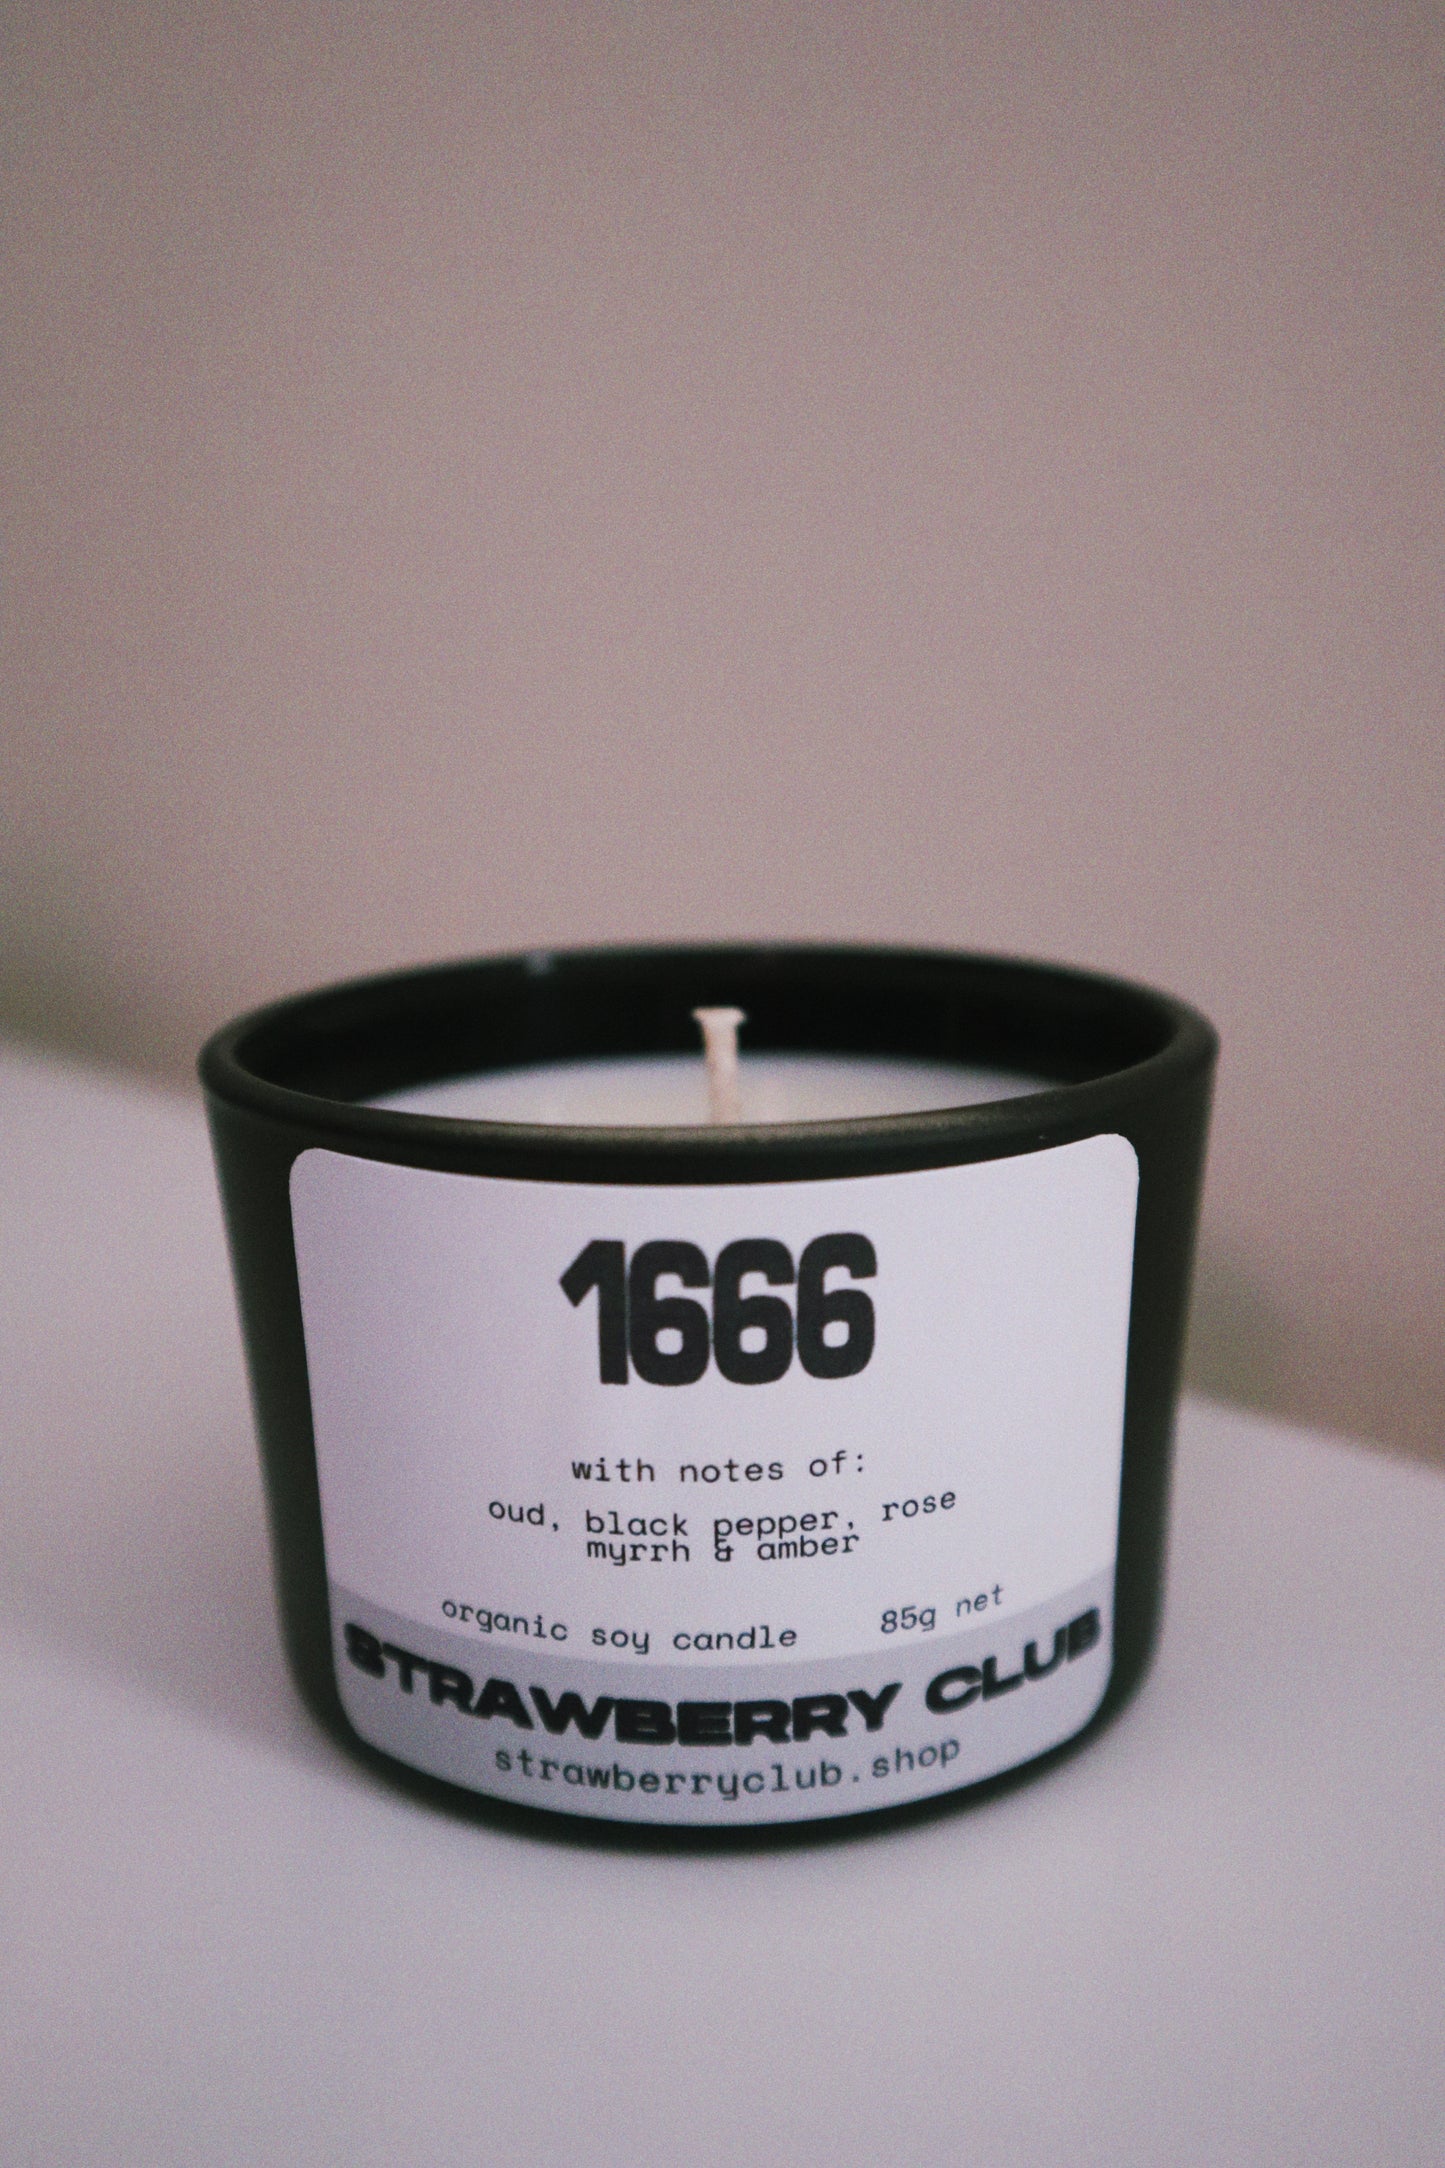 1666
with notes of:
oud, black pepper, rose
myrrh & amber
organic soy candle 85g net
STRAWBERRY CLUB
strawberryclub.shop